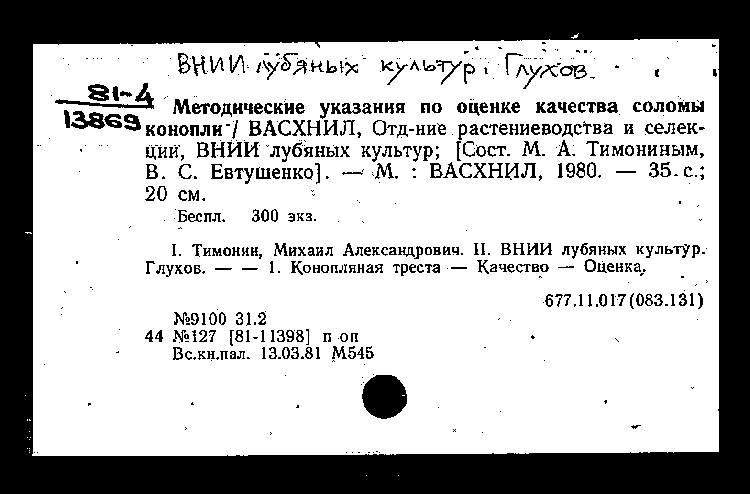 ВНИИ лубяных культур. Глухов.
81-4
13869
Методические указания по оценке качества соломы
конопли / ВАСХНИЛ, Отд-ние растениеводства и селек-
ции, ВНИИ лубяных культур; [Сост. М. А. Тимониным,
В. С. Евтушенко]. — М. : ВАСХНИЛ, 1980. — 35 с.;
20 см.
Беспл. 300 экз.
I. Тимонин, Михаил Александрович. II. ВНИИ лубяных культур.
Глухов. — — 1. Конопляная треста — Качество — Оценка.
677.11.017(083.131)
№9100 31.2
44 №127 [81-11398] п оп
Вс.кн.пал. 13.03.81 М545